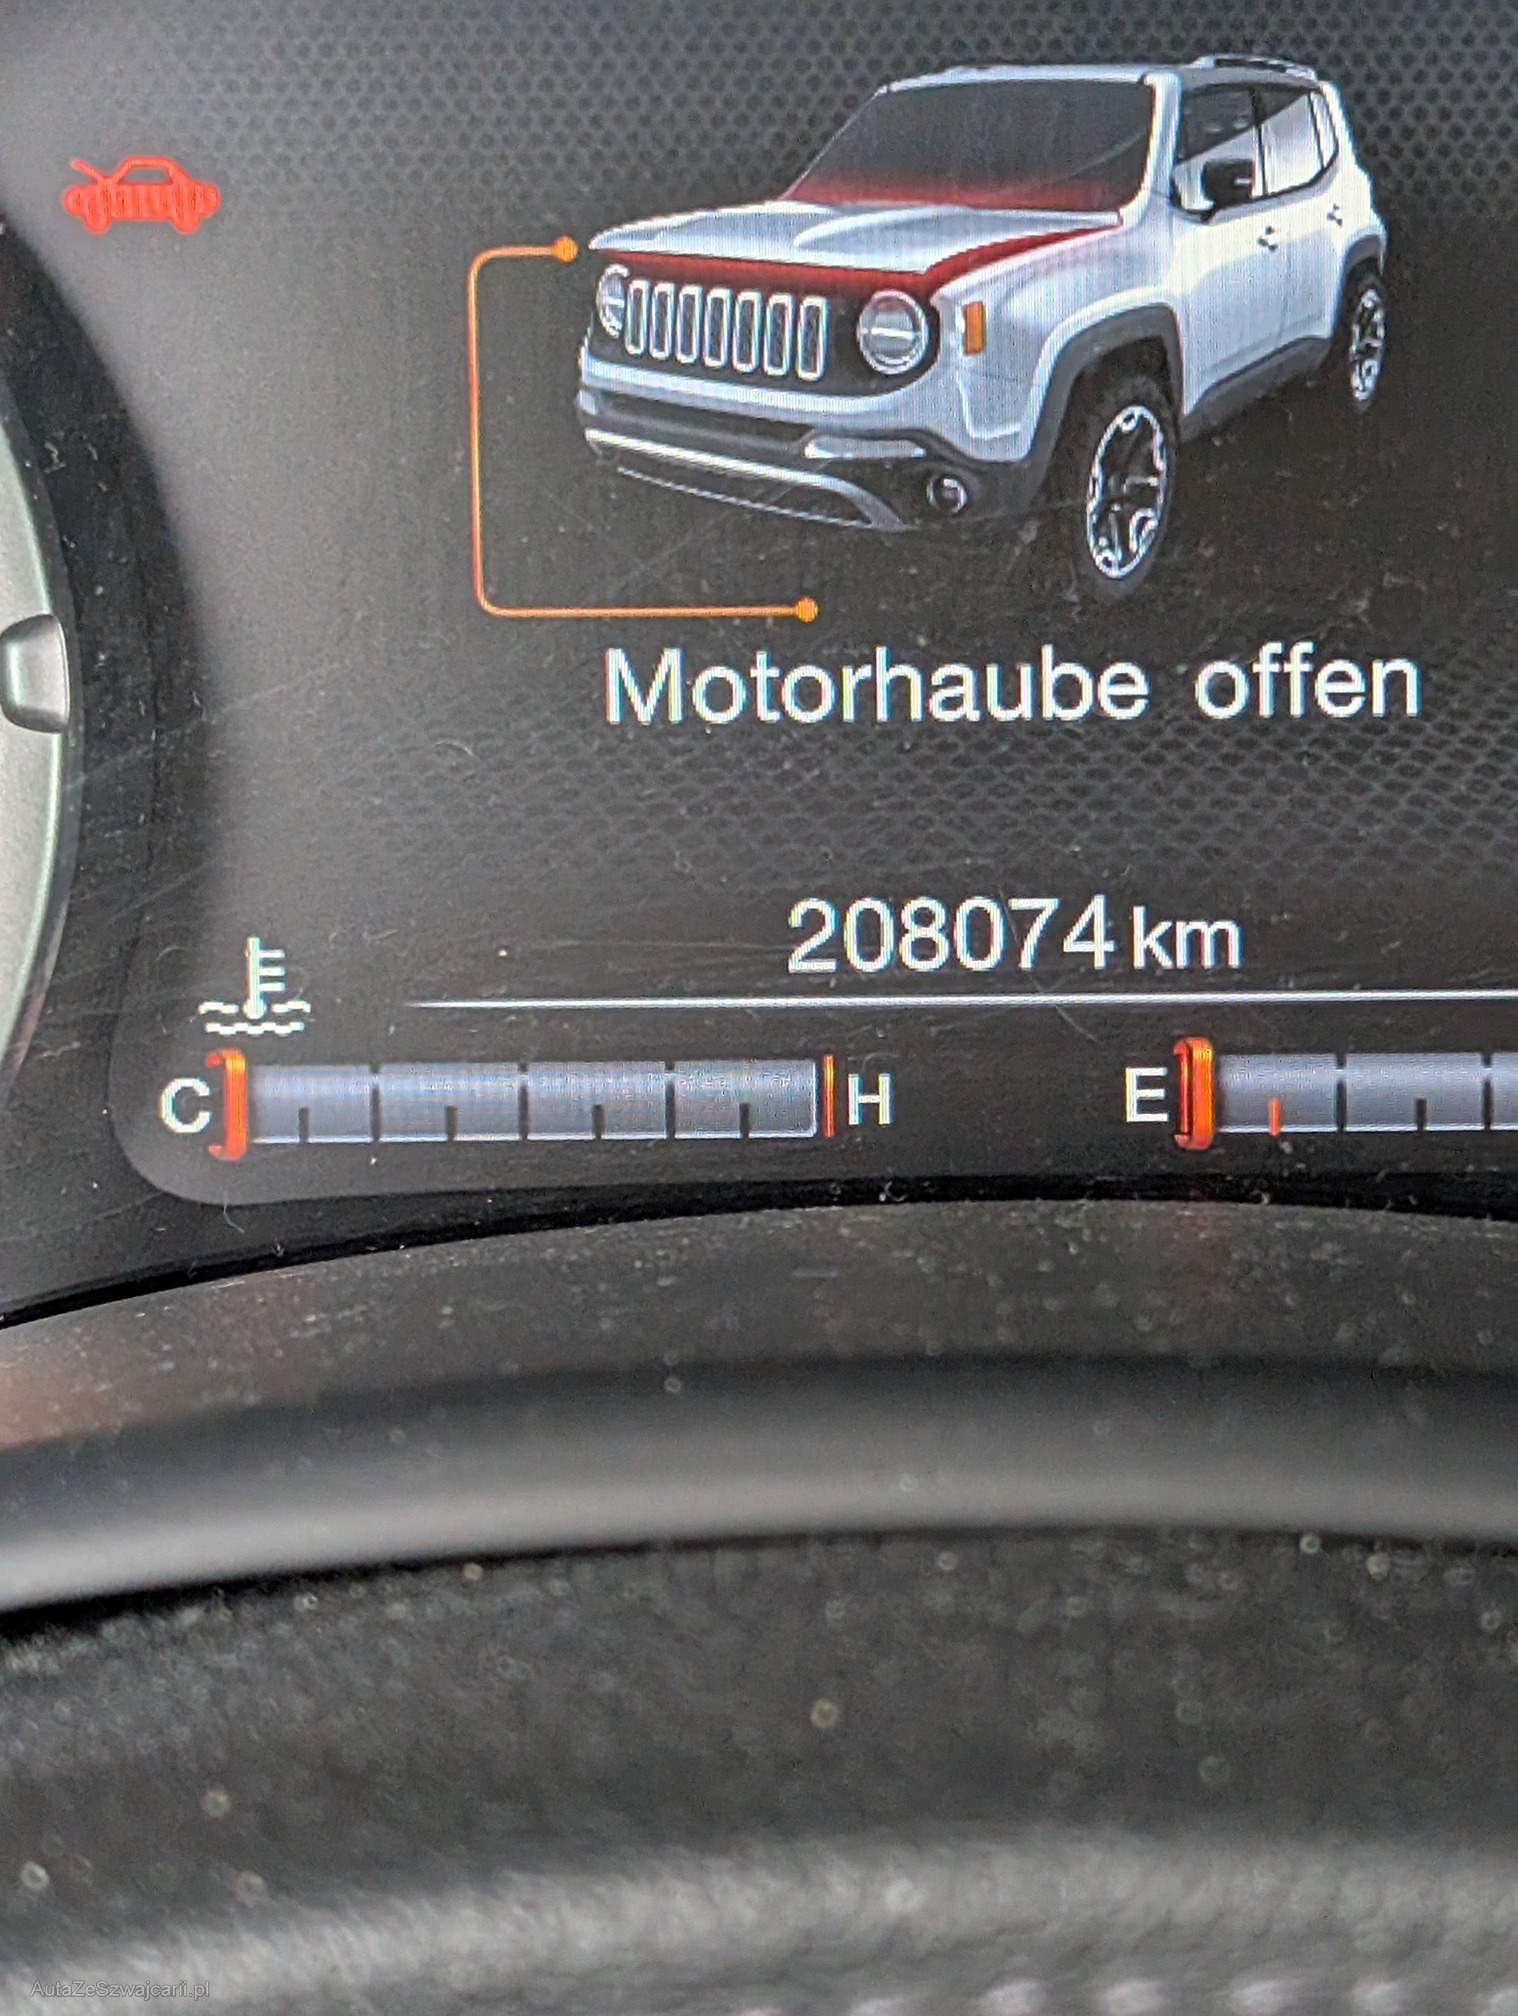 Motorhaube offen
208074 km
C H E
AutaZeSzwajcarii.pl